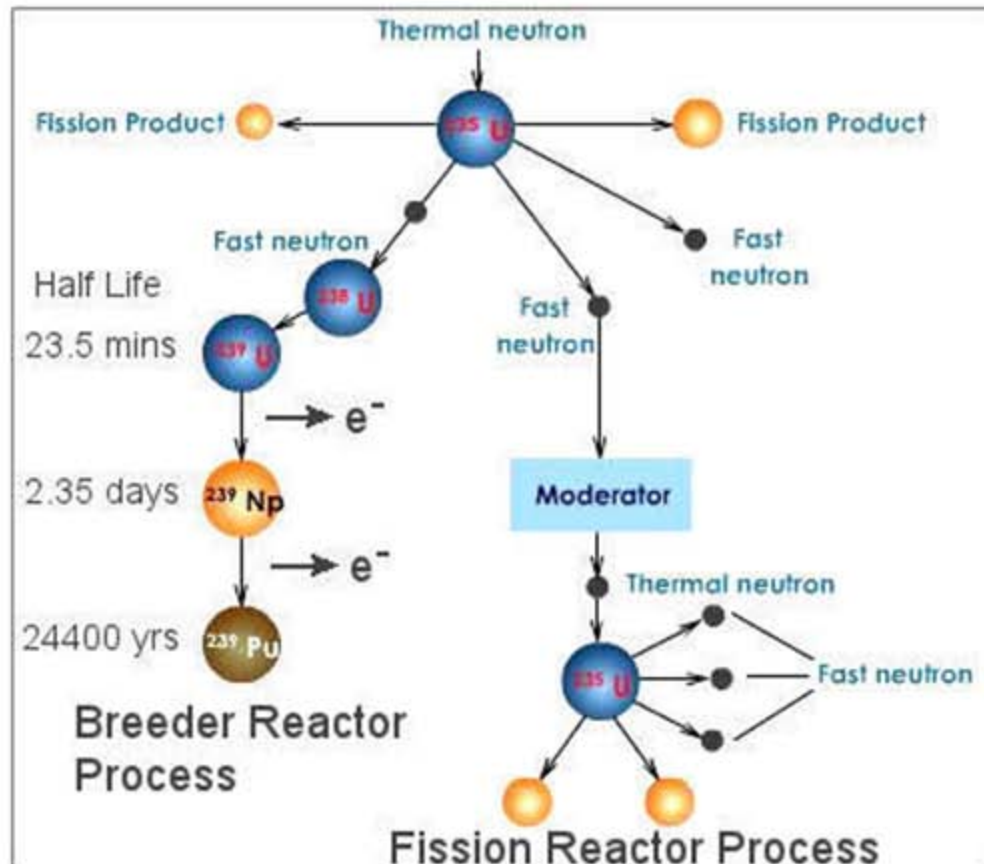 Thermal neutron
Fission Product
235 U
Fission Product
Fast neutron
Fast
neutron
Half Life
238 U
Fast
neutron
23.5 mins
239 U
e-
2.35 days
239 Np
Moderator
e-
Thermal neutron
24400 yrs
239 Pu
235 U
Fast neutron
Breeder Reactor
Process
Fission Reactor Process